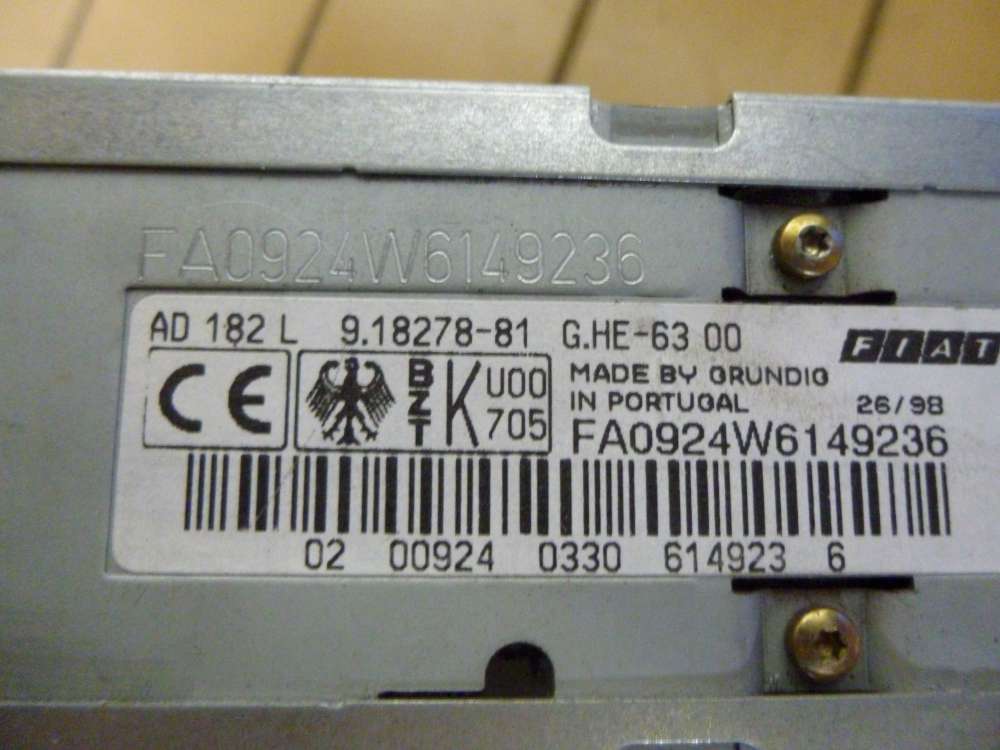 FA0924W6149236
AD 182 L 9.18278-81 G.HE-63 00 FIAT
CE BZT K U00 705
MADE BY GRUNDIG
IN PORTUGAL 26/98
FA0924W6149236
02 00924 0330 614923 6